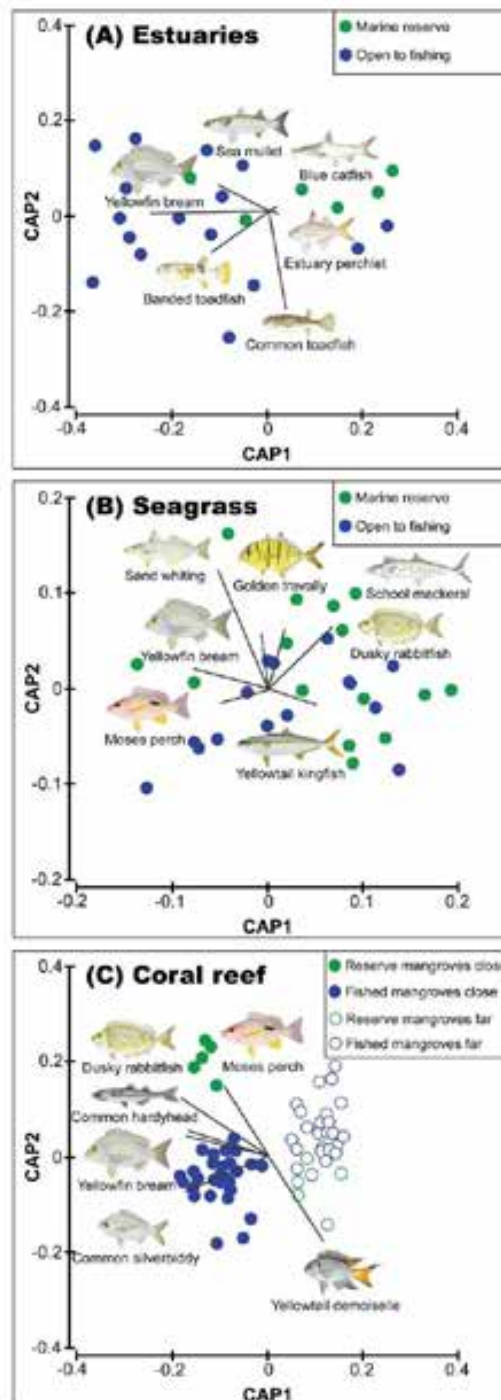 (A) Estuaries
Marine reserve
Open to fishing
0.4
0.2
0
-0.2
-0.4
CAP2
Sea mullet
Blue catfish
Yellowfin bream
Estuary perchlet
Banded toadfish
Common toadfish
-0.4 -0.2 0 0.2 0.4
CAP1
(B) Seagrass
Marine reserve
Open to fishing
0.2
0.1
0
-0.1
-0.2
CAP2
Sand whiting
Golden trevally
School mackeral
Yellowfin bream
Dusky rabbitfish
Moses perch
Yellowtail kingfish
-0.2 -0.1 0 0.1 0.2
CAP1
(C) Coral reef
Reserve mangroves close
Fished mangroves close
Reserve mangroves far
Fished mangroves far
0.4
0.2
0
-0.2
-0.4
CAP2
Dusky rabbitfish
Moses perch
Common hardyhead
Yellowfin bream
Common silverbiddy
Yellowtail demoiselle
-0.4 -0.2 0 0.2 0.4
CAP1